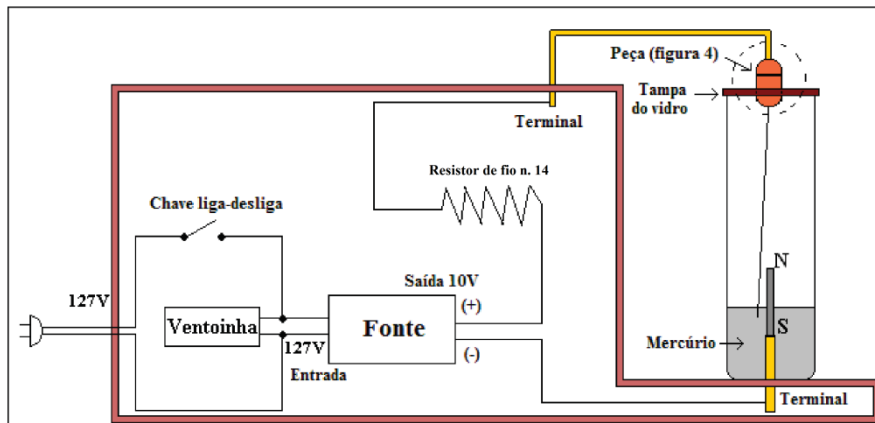 Peça (figura 4)
Tampa
do vidro
Terminal
Resistor de fio n. 14
Chave liga-desliga
Saída 10V
N
127V
(+)
Ventoinha
Fonte
S
127V
Mercúrio
(-)
Entrada
Terminal